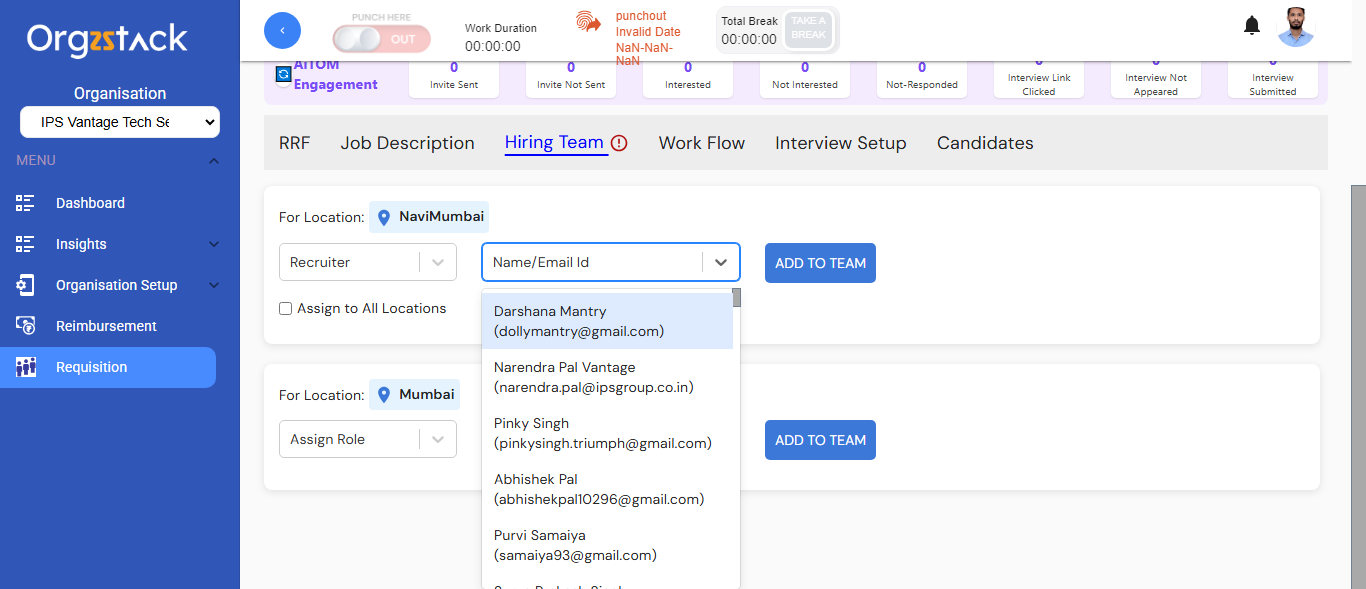 Orgzstack
Organisation
IPS Vantage Tech Se
MENU
Dashboard
Insights
Organisation Setup
Reimbursement
Requisition
PUNCH HERE
OUT
Work Duration
00:00:00
punchout
Invalid Date
NaN-NaN-
NaN
Total Break
00:00:00
TAKE A
BREAK
AITOM
Engagement
0
Invite Sent
0
Invite Not Sent
0
Interested
0
Not Interested
0
Not-Responded
0
Interview Link
Clicked
0
Interview Not
Appeared
0
Interview
Submitted
RRF
Job Description
Hiring Team
Work Flow
Interview Setup
Candidates
For Location:
NaviMumbai
Recruiter
Name/Email Id
ADD TO TEAM
Assign to All Locations
Darshana Mantry
(dollymantry@gmail.com)
Narendra Pal Vantage
(narendra.pal@ipsgroup.co.in)
Pinky Singh
(pinkysingh.triumph@gmail.com)
Abhishek Pal
(abhishekpal10296@gmail.com)
Purvi Samaiya
(samaiya93@gmail.com)
For Location:
Mumbai
Assign Role
ADD TO TEAM